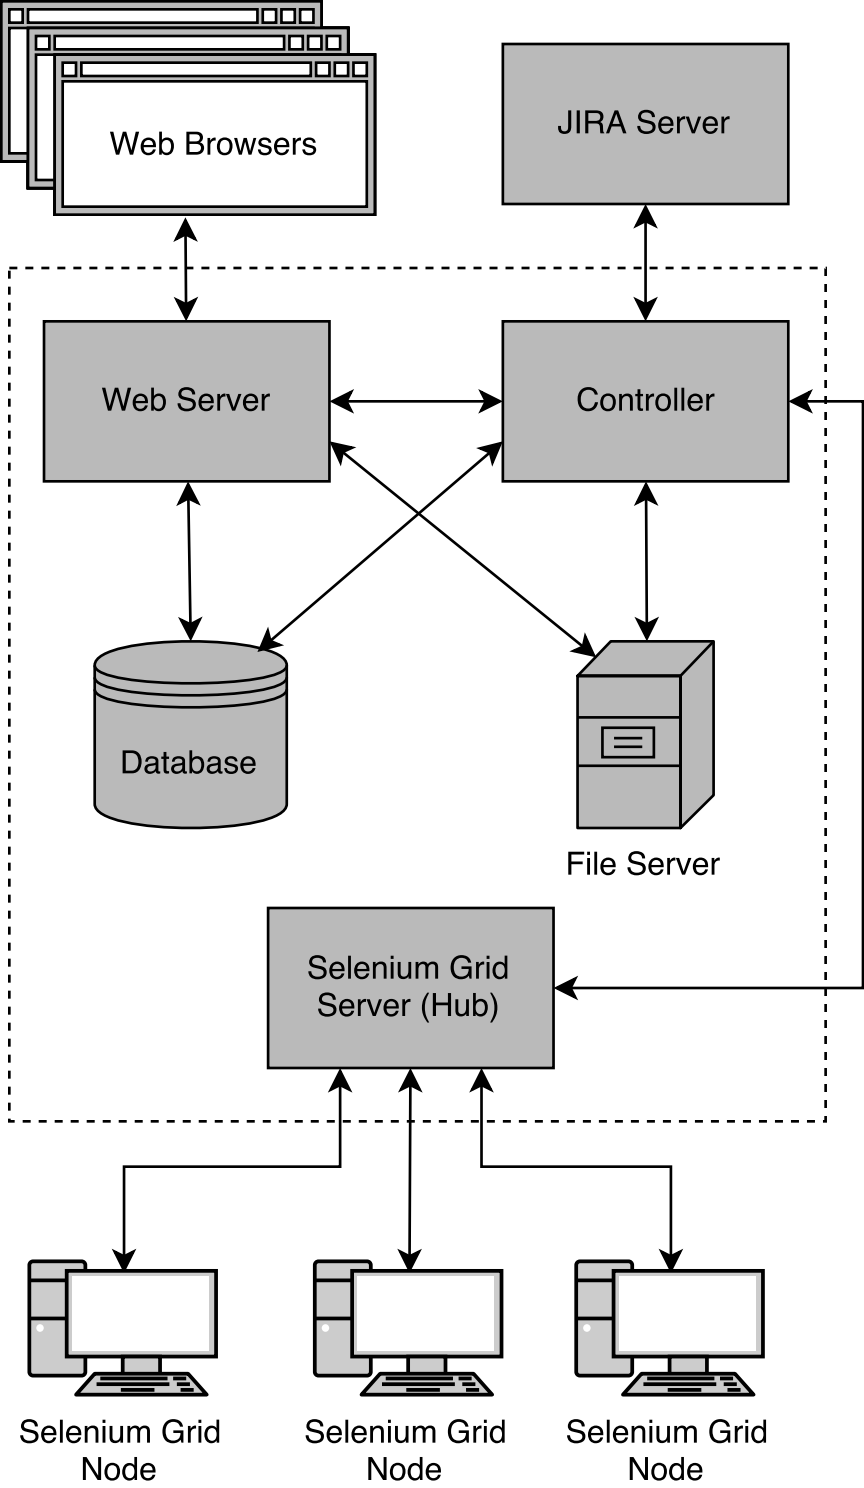 Web Browsers
JIRA Server
Web Server
Controller
Database
File Server
Selenium Grid
Server (Hub)
Selenium Grid
Node
Selenium Grid
Node
Selenium Grid
Node